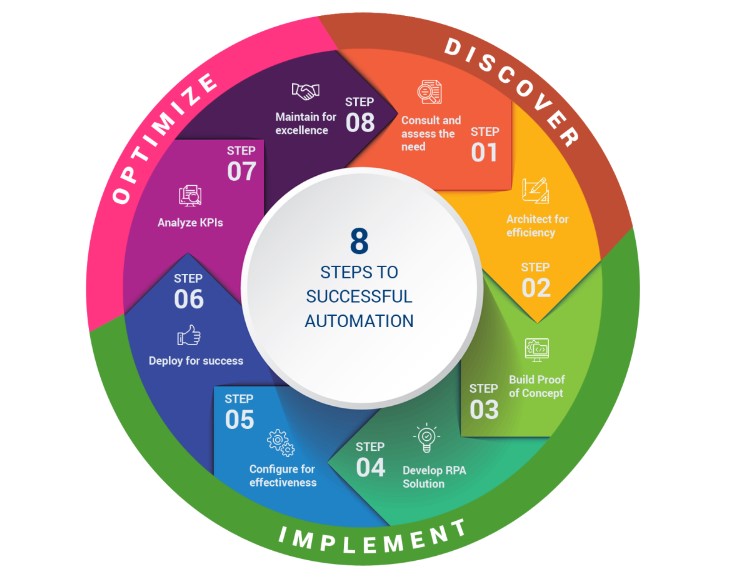 DISCOVER
OPTIMIZE
IMPLEMENT
8
STEPS TO
SUCCESSFUL
AUTOMATION
STEP
01
Consult and
assess the
need
Architect for
efficiency
STEP
02
Build Proof
of Concept
STEP
03
STEP
04
Develop RPA
Solution
STEP
05
Configure for
effectiveness
STEP
06
Deploy for success
STEP
07
Analyze KPIs
STEP
08
Maintain for
excellence